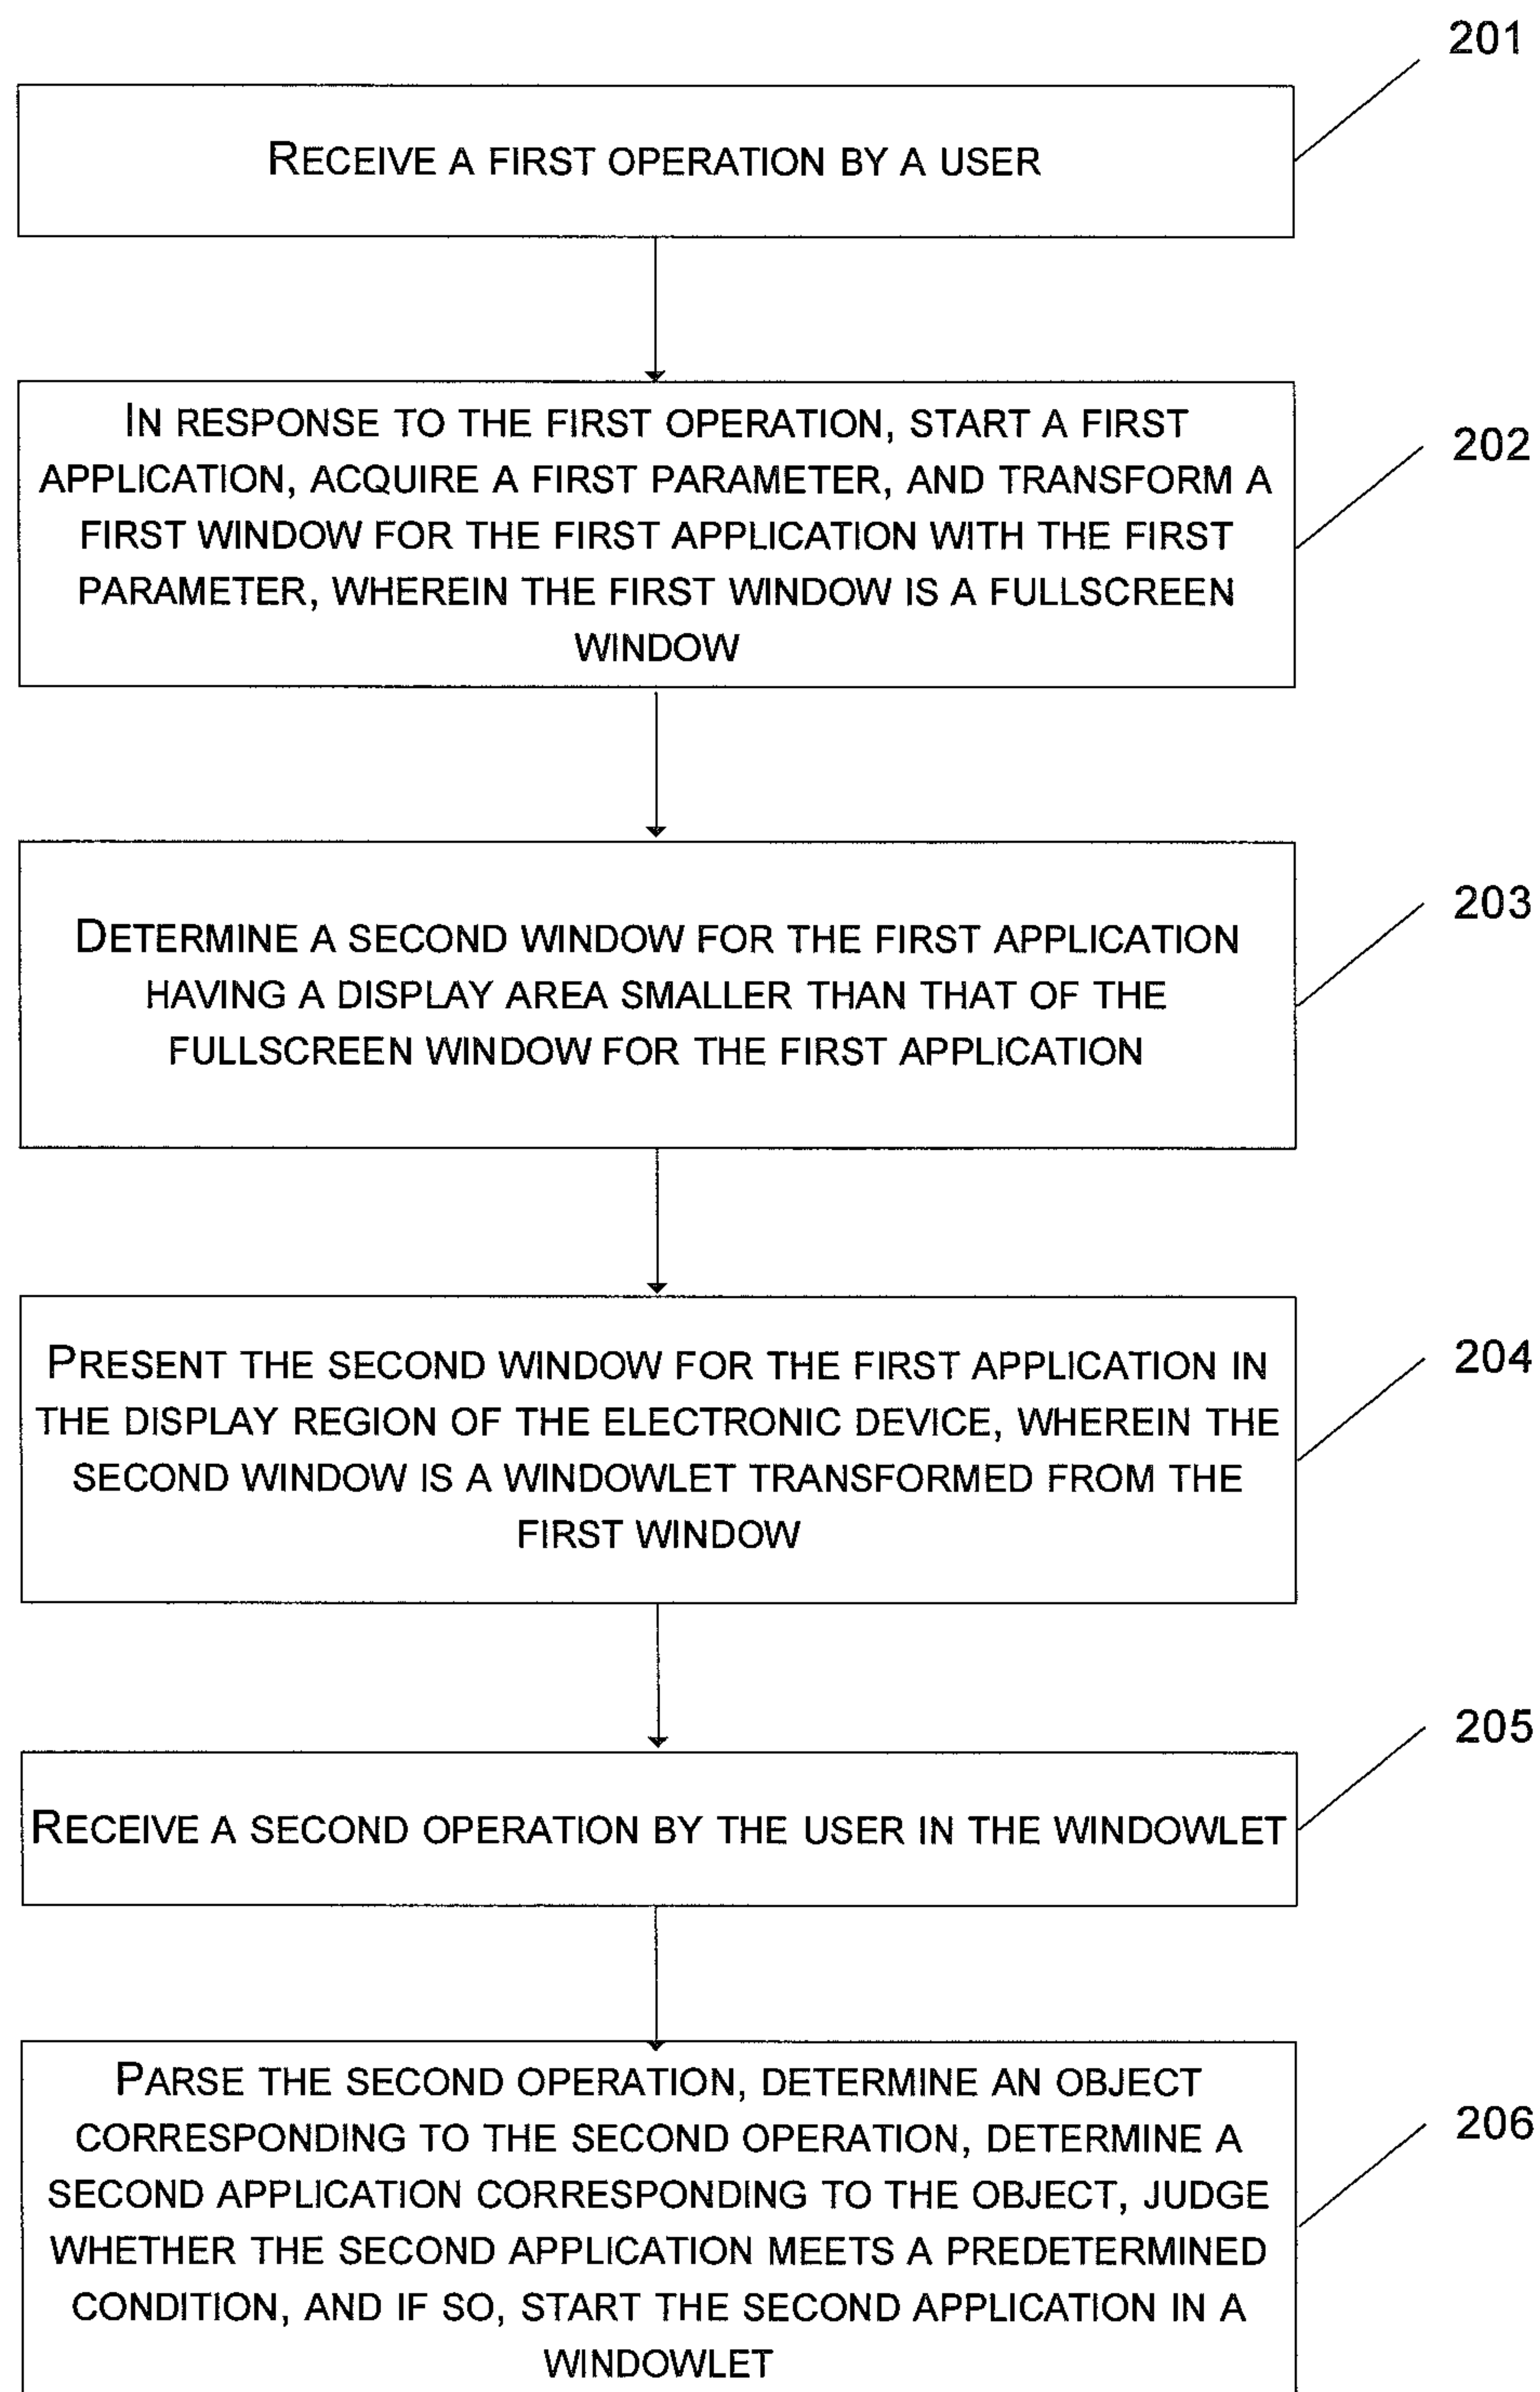 201
RECEIVE A FIRST OPERATION BY A USER
IN RESPONSE TO THE FIRST OPERATION, START A FIRST
202
APPLICATION, ACQUIRE A FIRST PARAMETER, AND TRANSFORM A
FIRST WINDOW FOR THE FIRST APPLICATION WITH THE FIRST
PARAMETER, WHEREIN THE FIRST WINDOW IS A FULLSCREEN
WINDOW
203
DETERMINE A SECOND WINDOW FOR THE FIRST APPLICATION
HAVING A DISPLAY AREA SMALLER THAN THAT OF THE
FULLSCREEN WINDOW FOR THE FIRST APPLICATION
204
PRESENT THE SECOND WINDOW FOR THE FIRST APPLICATION IN
THE DISPLAY REGION OF THE ELECTRONIC DEVICE, WHEREIN THE
SECOND WINDOW IS A WINDOWLET TRANSFORMED FROM THE
FIRST WINDOW
205
RECEIVE A SECOND OPERATION BY THE USER IN THE WINDOWLET
PARSE THE SECOND OPERATION, DETERMINE AN OBJECT
206
CORRESPONDING TO THE SECOND OPERATION, DETERMINE A
SECOND APPLICATION CORRESPONDING TO THE OBJECT, JUDGE
WHETHER THE SECOND APPLICATION MEETS A PREDETERMINED
CONDITION, AND IF SO, START THE SECOND APPLICATION IN A
WINDOWLET